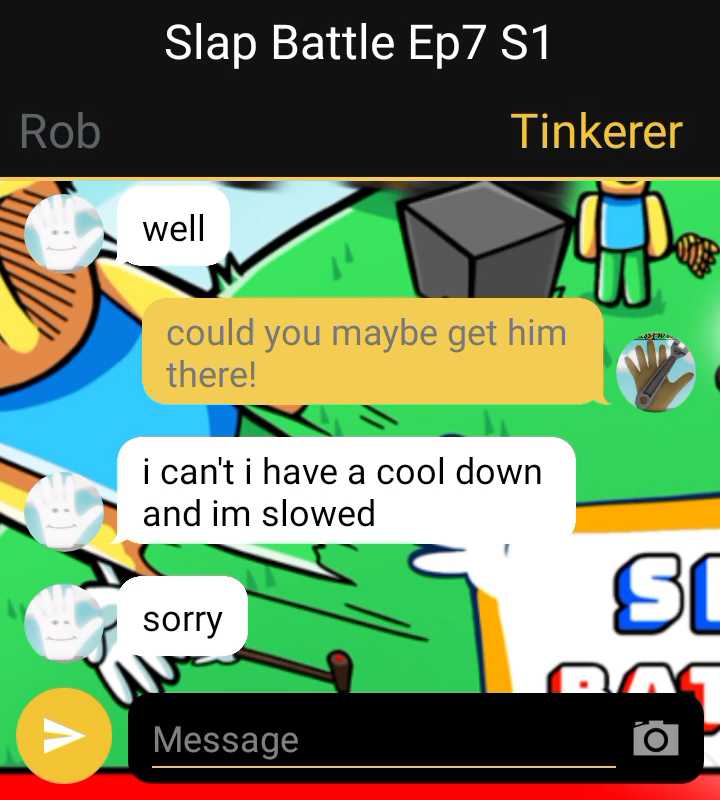 Slap Battle Ep7 S1
Rob
Tinkerer
well
could you maybe get him
there!
i can't i have a cool down
and im slowed
sorry
Message